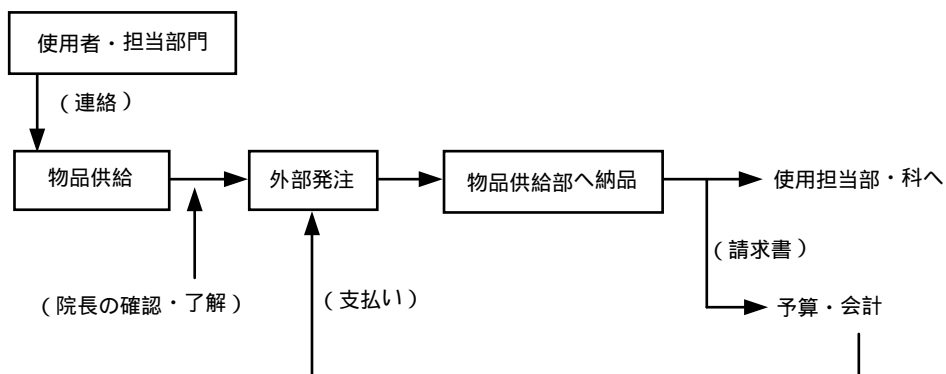 使用者・担当部門
（連絡）
物品供給
外部発注
物品供給部へ納品
使用担当部・科へ
（請求書）
（院長の確認・了解）
（支払い）
予算・会計